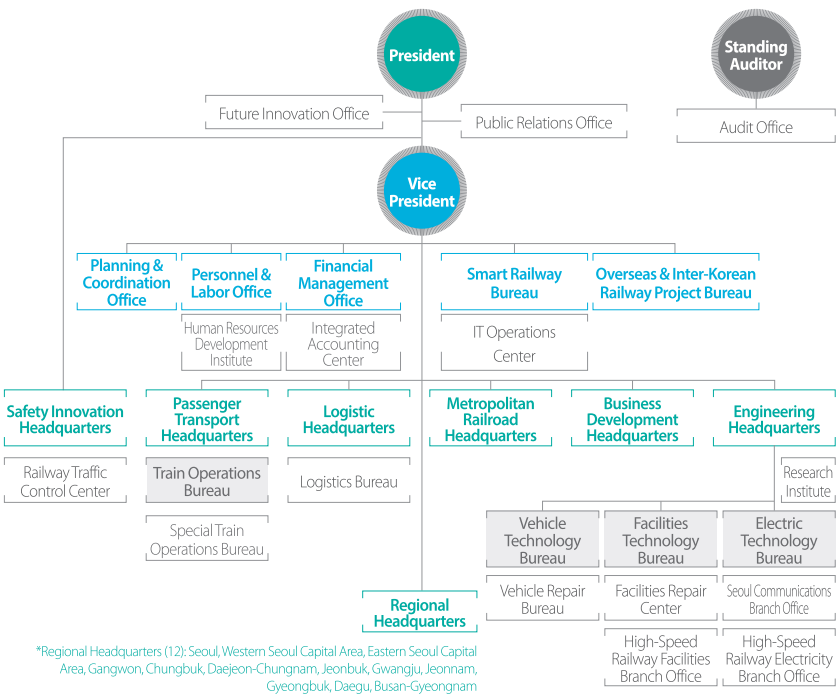 President
Standing
Auditor
Future Innovation Office
Public Relations Office
Audit Office
Vice
President
Planning &
Coordination
Office
Personnel &
Labor Office
Financial
Management
Office
Smart Railway
Bureau
Overseas & Inter-Korean
Railway Project Bureau
Human Resources
Development
Institute
Integrated
Accounting
Center
IT Operations
Center
Safety Innovation
Headquarters
Passenger
Transport
Headquarters
Logistic
Headquarters
Metropolitan
Railroad
Headquarters
Business
Development
Headquarters
Engineering
Headquarters
Railway Traffic
Control Center
Train Operations
Bureau
Logistics Bureau
Research
Institute
Special Train
Operations Bureau
Vehicle
Technology
Bureau
Facilities
Technology
Bureau
Electric
Technology
Bureau
Regional
Headquarters
Vehicle Repair
Bureau
Facilities Repair
Center
Seoul Communications
Branch Office
High-Speed
Railway Facilities
Branch Office
High-Speed
Railway Electricity
Branch Office
*Regional Headquarters (12): Seoul, Western Seoul Capital Area, Eastern Seoul Capital
Area, Gangwon, Chungbuk, Daejeon-Chungnam, Jeonbuk, Gwangju, Jeonnam,
Gyeongbuk, Daegu, Busan-Gyeongnam